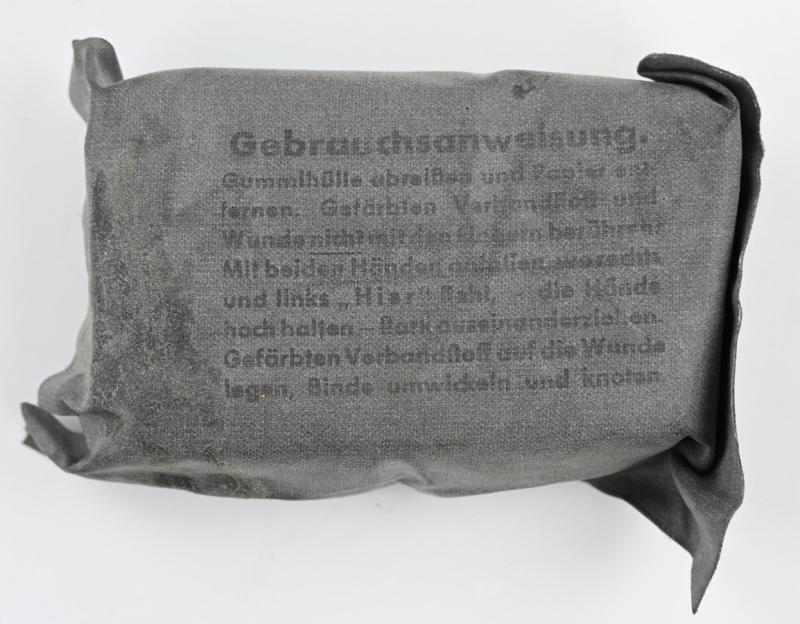 Gebrauchsanweisung.
Gummihülle abreißen und Papier ent-
fernen. Gefärbten Verbandstoff und
Wunde nicht mit den Fingern berühren!
Mit beiden Händen anfassen, wo rechts
und links „Hier“ steht, - die Hände
hoch halten – stark auseinanderziehen.
Gefärbten Verbandstoff auf die Wunde
legen, Binde umwickeln und knoten